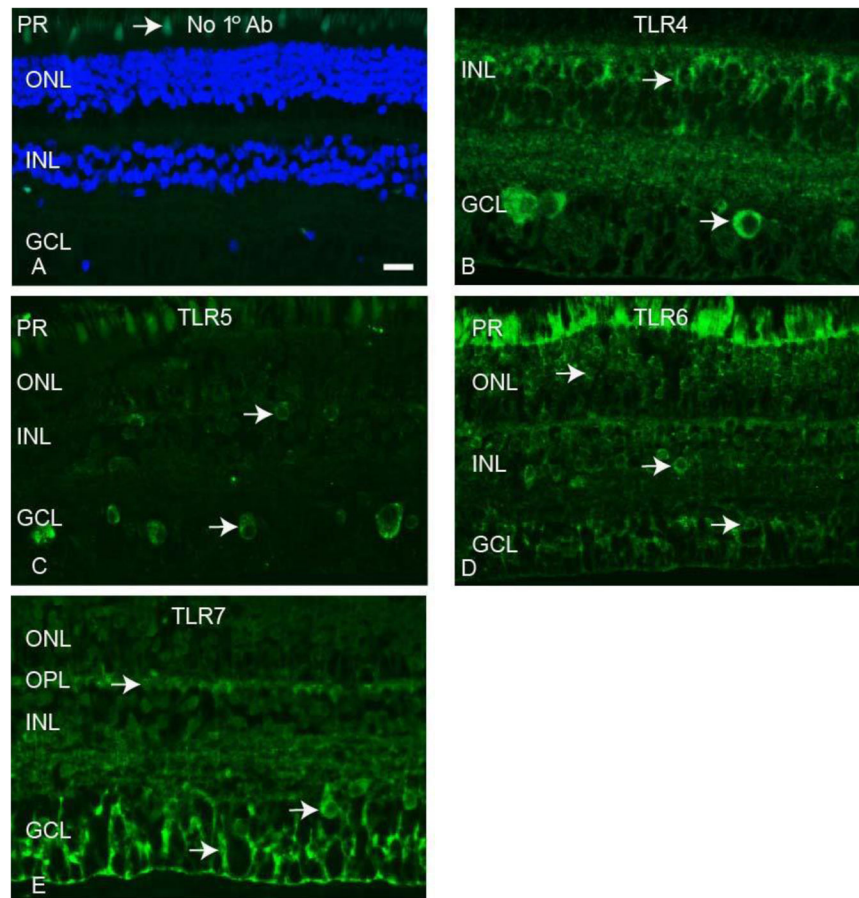 PR No 1° Ab
ONL
INL
GCL
A
TLR4
INL
GCL
B
PR TLR5
ONL
INL
GCL
C
PR TLR6
ONL
INL
GCL
D
TLR7
ONL
OPL
INL
GCL
E